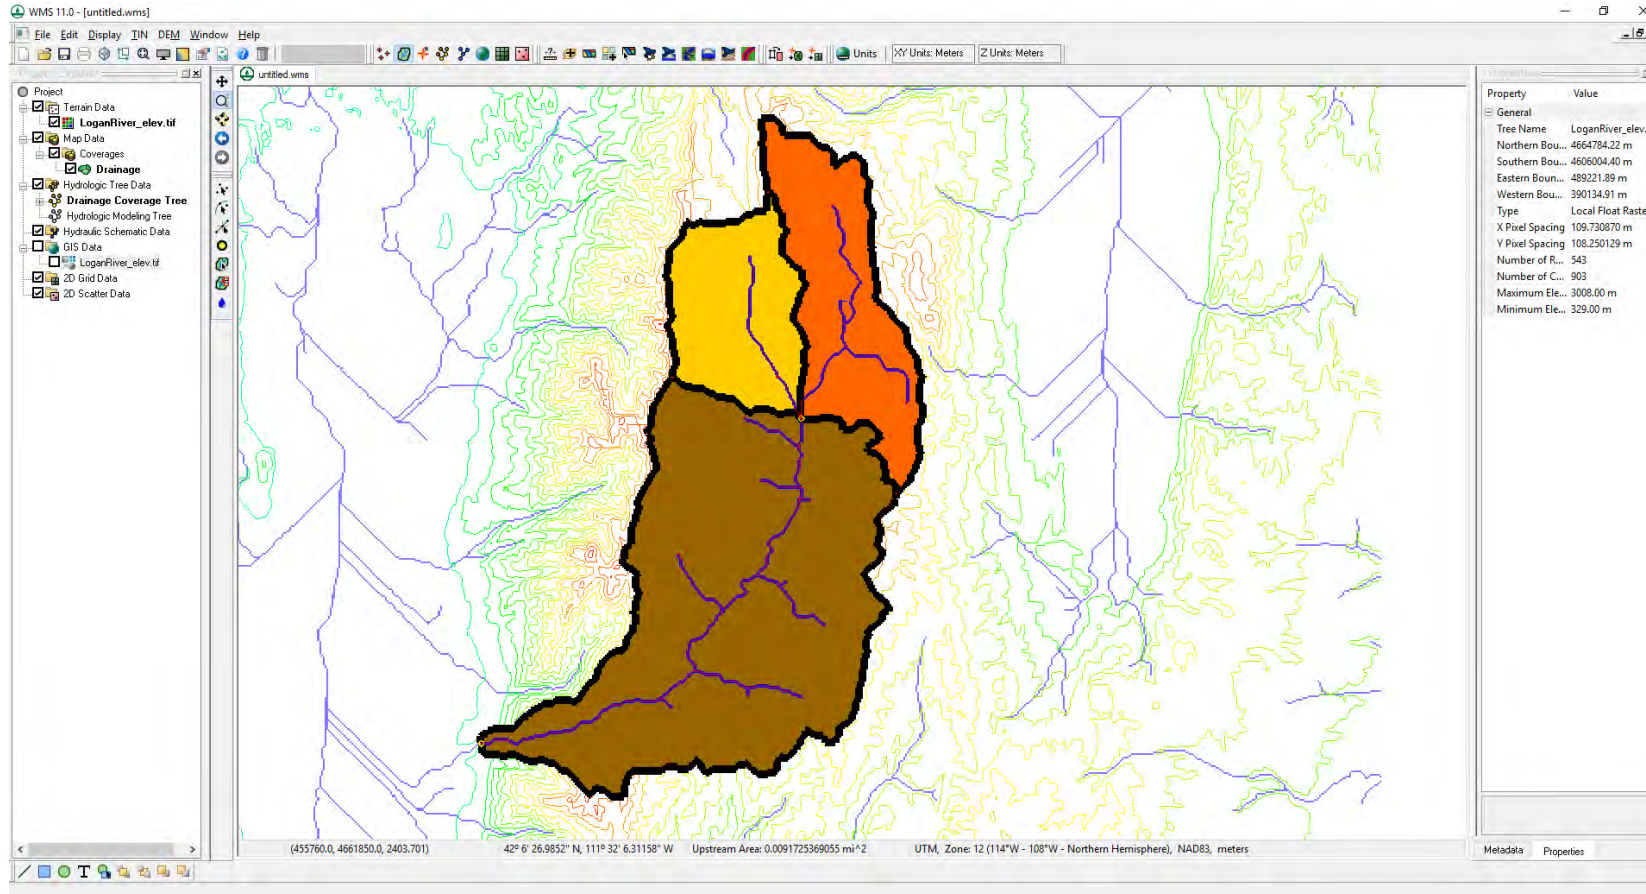 WMS 11.0 - [untitled.wms]
File Edit Display TIN DEM Window Help
Units XY Units: Meters Z Units: Meters
untitled.wms
Project
Terrain Data
LoganRiver_elev.tif
Map Data
Coverages
Drainage
Hydrologic Tree Data
Drainage Coverage Tree
Hydrologic Modeling Tree
Hydraulic Schematic Data
GIS Data
LoganRiver_elev.tif
2D Grid Data
2D Scatter Data
Property Value
General
Tree Name LoganRiver_elev.
Northern Bou... 4664784.22 m
Southern Bou... 4606004.40 m
Eastern Boun... 489221.89 m
Western Bou... 390134.91 m
Type Local Float Raste
X Pixel Spacing 109.730870 m
Y Pixel Spacing 108.250129 m
Number of R... 543
Number of C... 903
Maximum Ele... 3008.00 m
Minimum Ele... 329.00 m
Metadata Properties
(455760.0, 4661850.0, 2403.701) 42º 6' 26.9852" N, 111º 32' 6.31158" W Upstream Area: 0.0091725369055 mi^2 UTM, Zone: 12 (114°W - 108°W - Northern Hemisphere), NAD83, meters